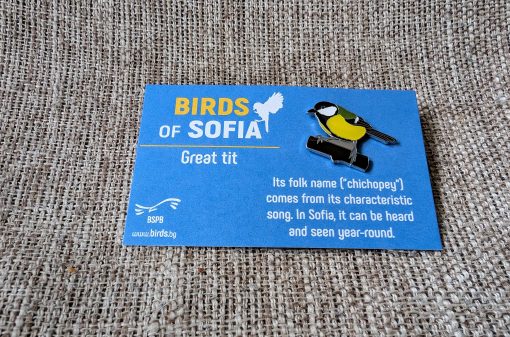 BIRDS
OF SOFIA
Great tit
Its folk name ("chichopey")
comes from its characteristic
song. In Sofia, it can be heard
and seen year-round.
BSPB
www.birds.bg